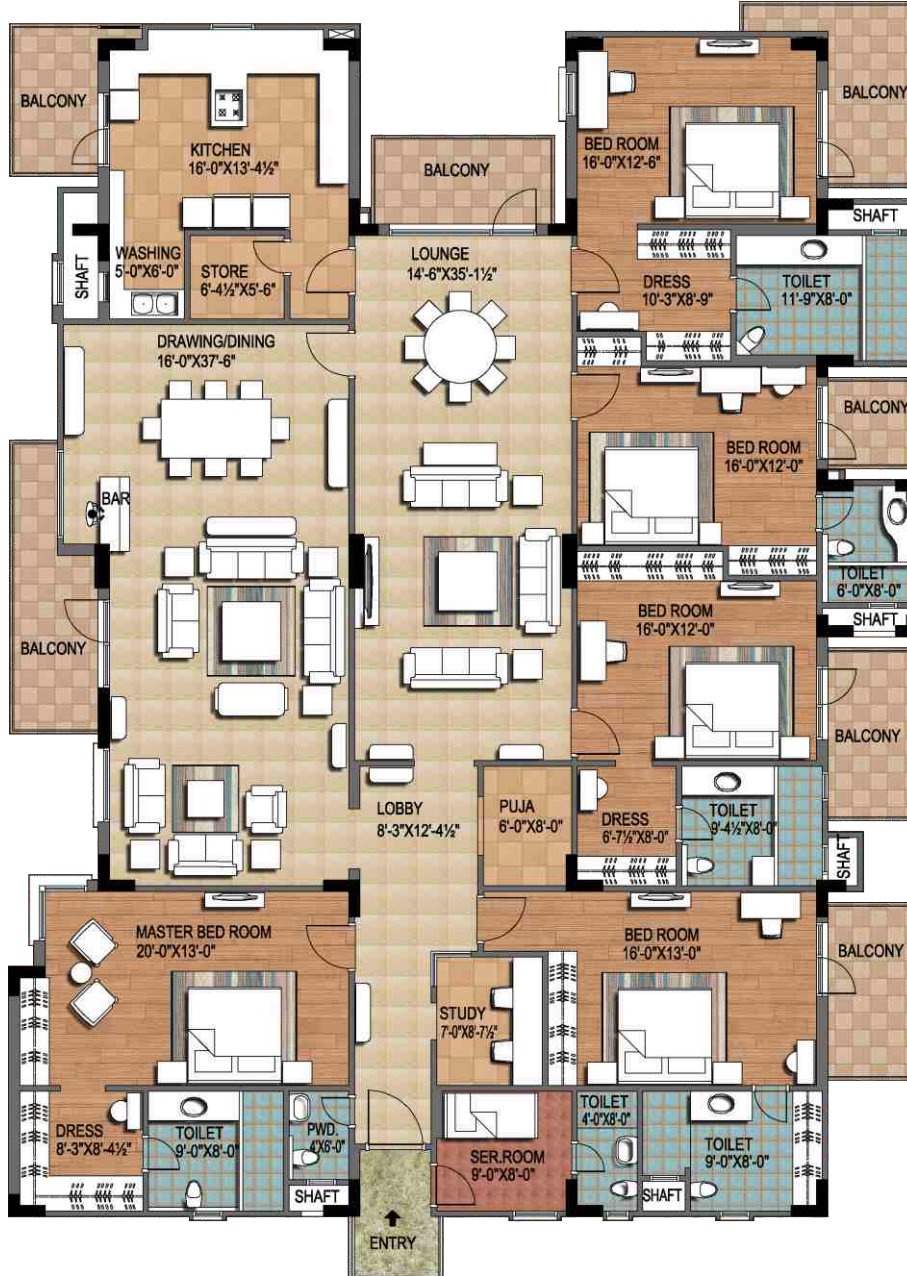 BALCONY
KITCHEN
16'-0"X13'-4½"
BALCONY
BED ROOM
16'-0"X12'-6"
BALCONY
SHAFT
WASHING
5'-0"X6'-0"
STORE
6'-4½"X5'-6"
SHAFT
LOUNGE
14'-6"X35'-1½"
DRESS
10'-3"X8'-9"
TOILET
11'-9"X8'-0"
DRAWING/DINING
16'-0"X37'-6"
BAR
BALCONY
BED ROOM
16'-0"X12'-0"
BALCONY
TOILET
6'-0"X8'-0"
SHAFT
BED ROOM
16'-0"X12'-0"
BALCONY
LOBBY
8'-3"X12'-4½"
PUJA
6'-0"X8'-0"
DRESS
6'-7½"X8'-0"
TOILET
9'-4½"X8'-0"
SHAFT
MASTER BED ROOM
20'-0"X13'-0"
BED ROOM
16'-0"X13'-0"
BALCONY
STUDY
7'-0"X8'-7½"
DRESS
8'-3"X8'-4½"
TOILET
9'-0"X8'-0"
PWD.
4'X6'-0"
SHAFT
SER.ROOM
9'-0"X8'-0"
TOILET
4'-0"X8'-0"
SHAFT
TOILET
9'-0"X8'-0"
ENTRY